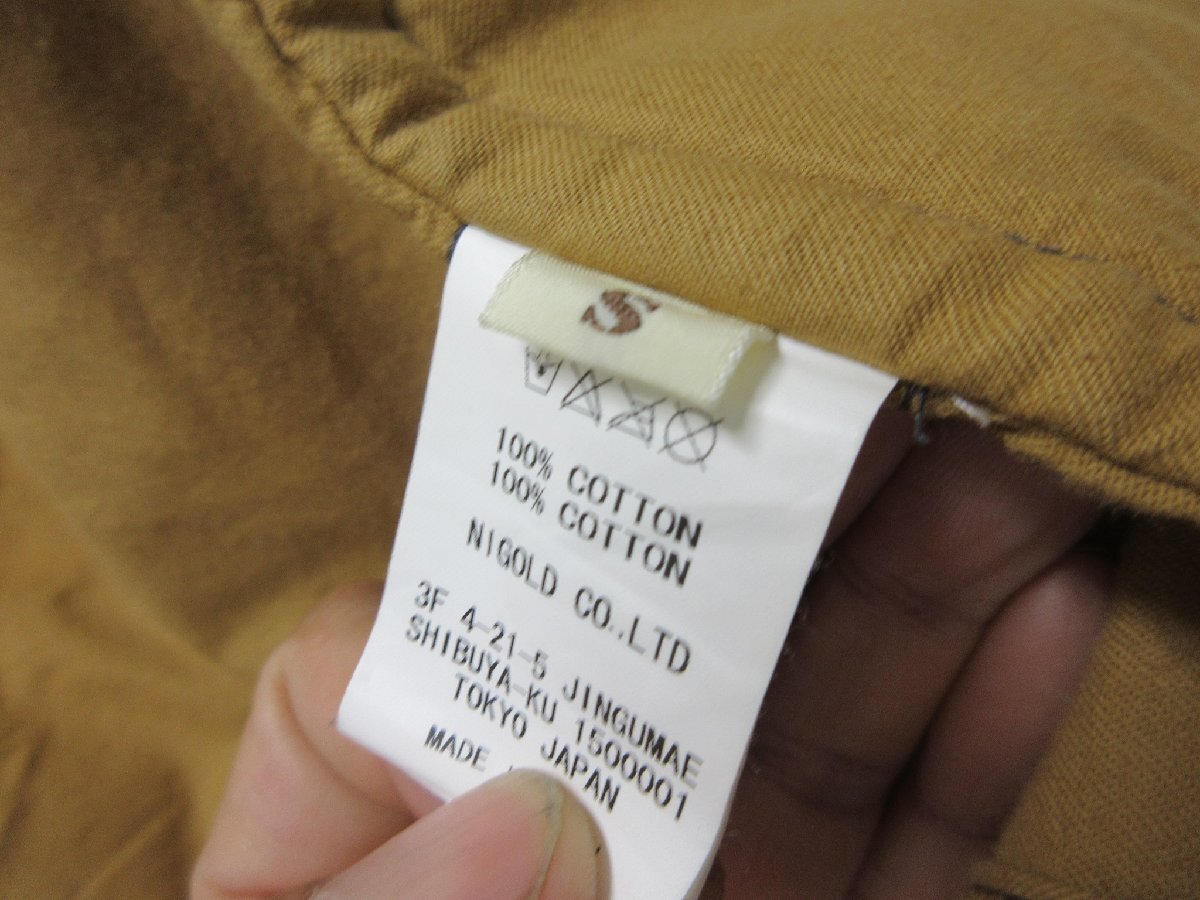 S
100% COTTON
100% COTTON
NIGOLD CO.,LTD
3F 4-21-5 JINGUMAE
SHIBUYA-KU 1500001
TOKYO JAPAN
MADE